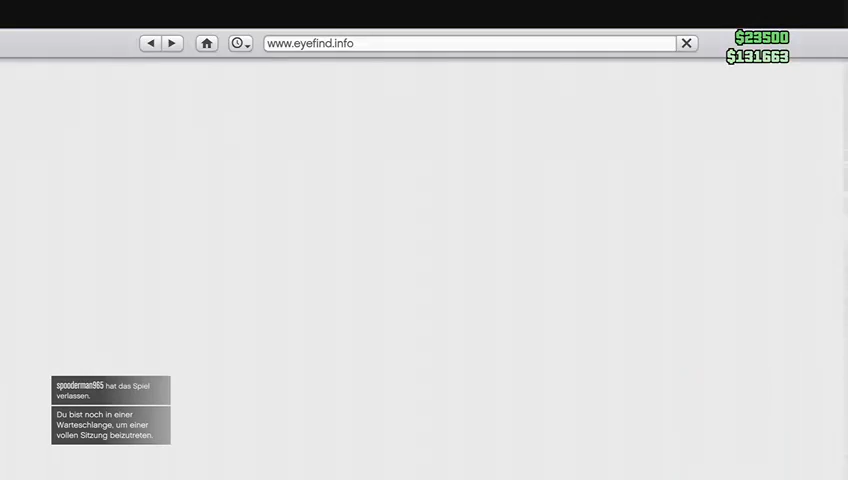 www.eyefind.info
$23500
$131663
spooderman965 hat das Spiel
verlassen.
Du bist noch in einer
Warteschlange, um einer
vollen Sitzung beizutreten.